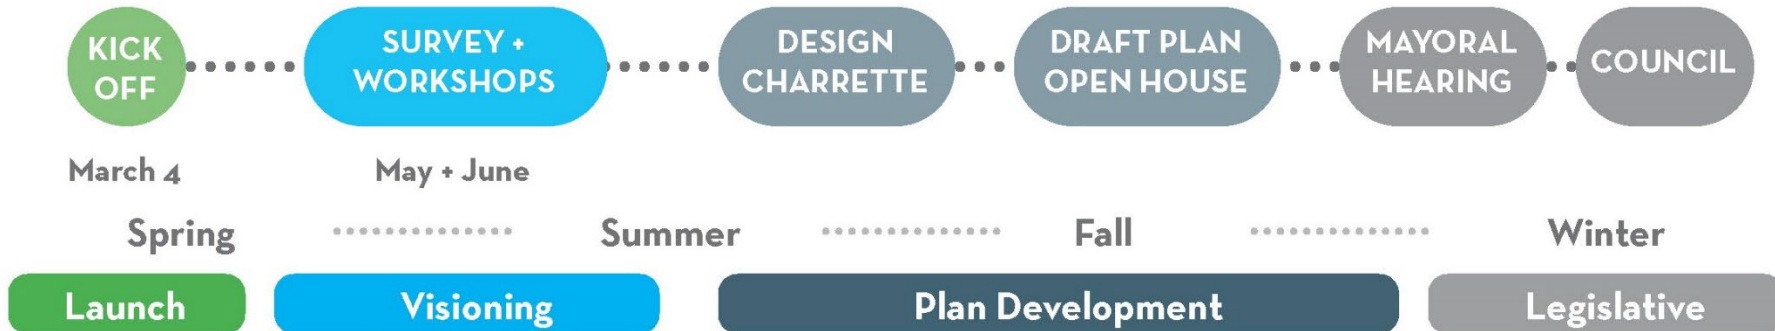 KICK
OFF
SURVEY +
WORKSHOPS
DESIGN
CHARRETTE
DRAFT PLAN
OPEN HOUSE
MAYORAL
HEARING
COUNCIL
March 4
May + June
Spring
Summer
Fall
Winter
Launch
Visioning
Plan Development
Legislative